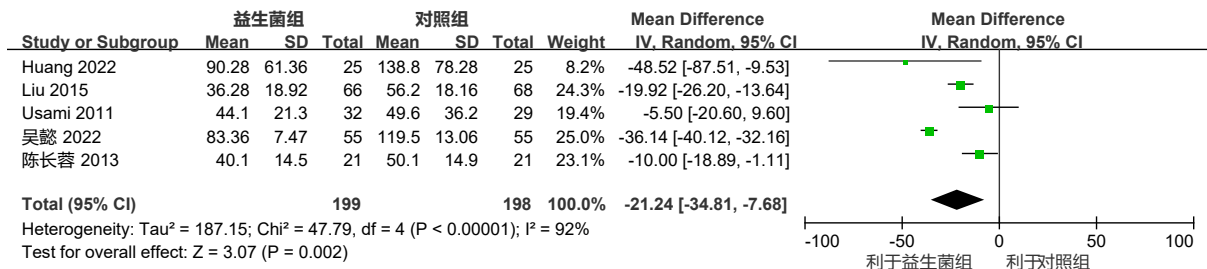 益生菌组 对照组 Mean Difference Mean Difference
Study or Subgroup Mean SD Total Mean SD Total Weight IV, Random, 95% CI IV, Random, 95% CI
Huang 2022 90.28 61.36 25 138.8 78.28 25 8.2% -48.52 [-87.51, -9.53]
Liu 2015 36.28 18.92 66 56.2 18.16 68 24.3% -19.92 [-26.20, -13.64]
Usami 2011 44.1 21.3 32 49.6 36.2 29 19.4% -5.50 [-20.60, 9.60]
吴懿 2022 83.36 7.47 55 119.5 13.06 55 25.0% -36.14 [-40.12, -32.16]
陈长蓉 2013 40.1 14.5 21 50.1 14.9 21 23.1% -10.00 [-18.89, -1.11]
Total (95% CI) 199 198 100.0% -21.24 [-34.81, -7.68]
Heterogeneity: Tau² = 187.15; Chi² = 47.79, df = 4 (P < 0.00001); I² = 92%
Test for overall effect: Z = 3.07 (P = 0.002)
-100 -50 0 50 100
利于益生菌组 利于对照组